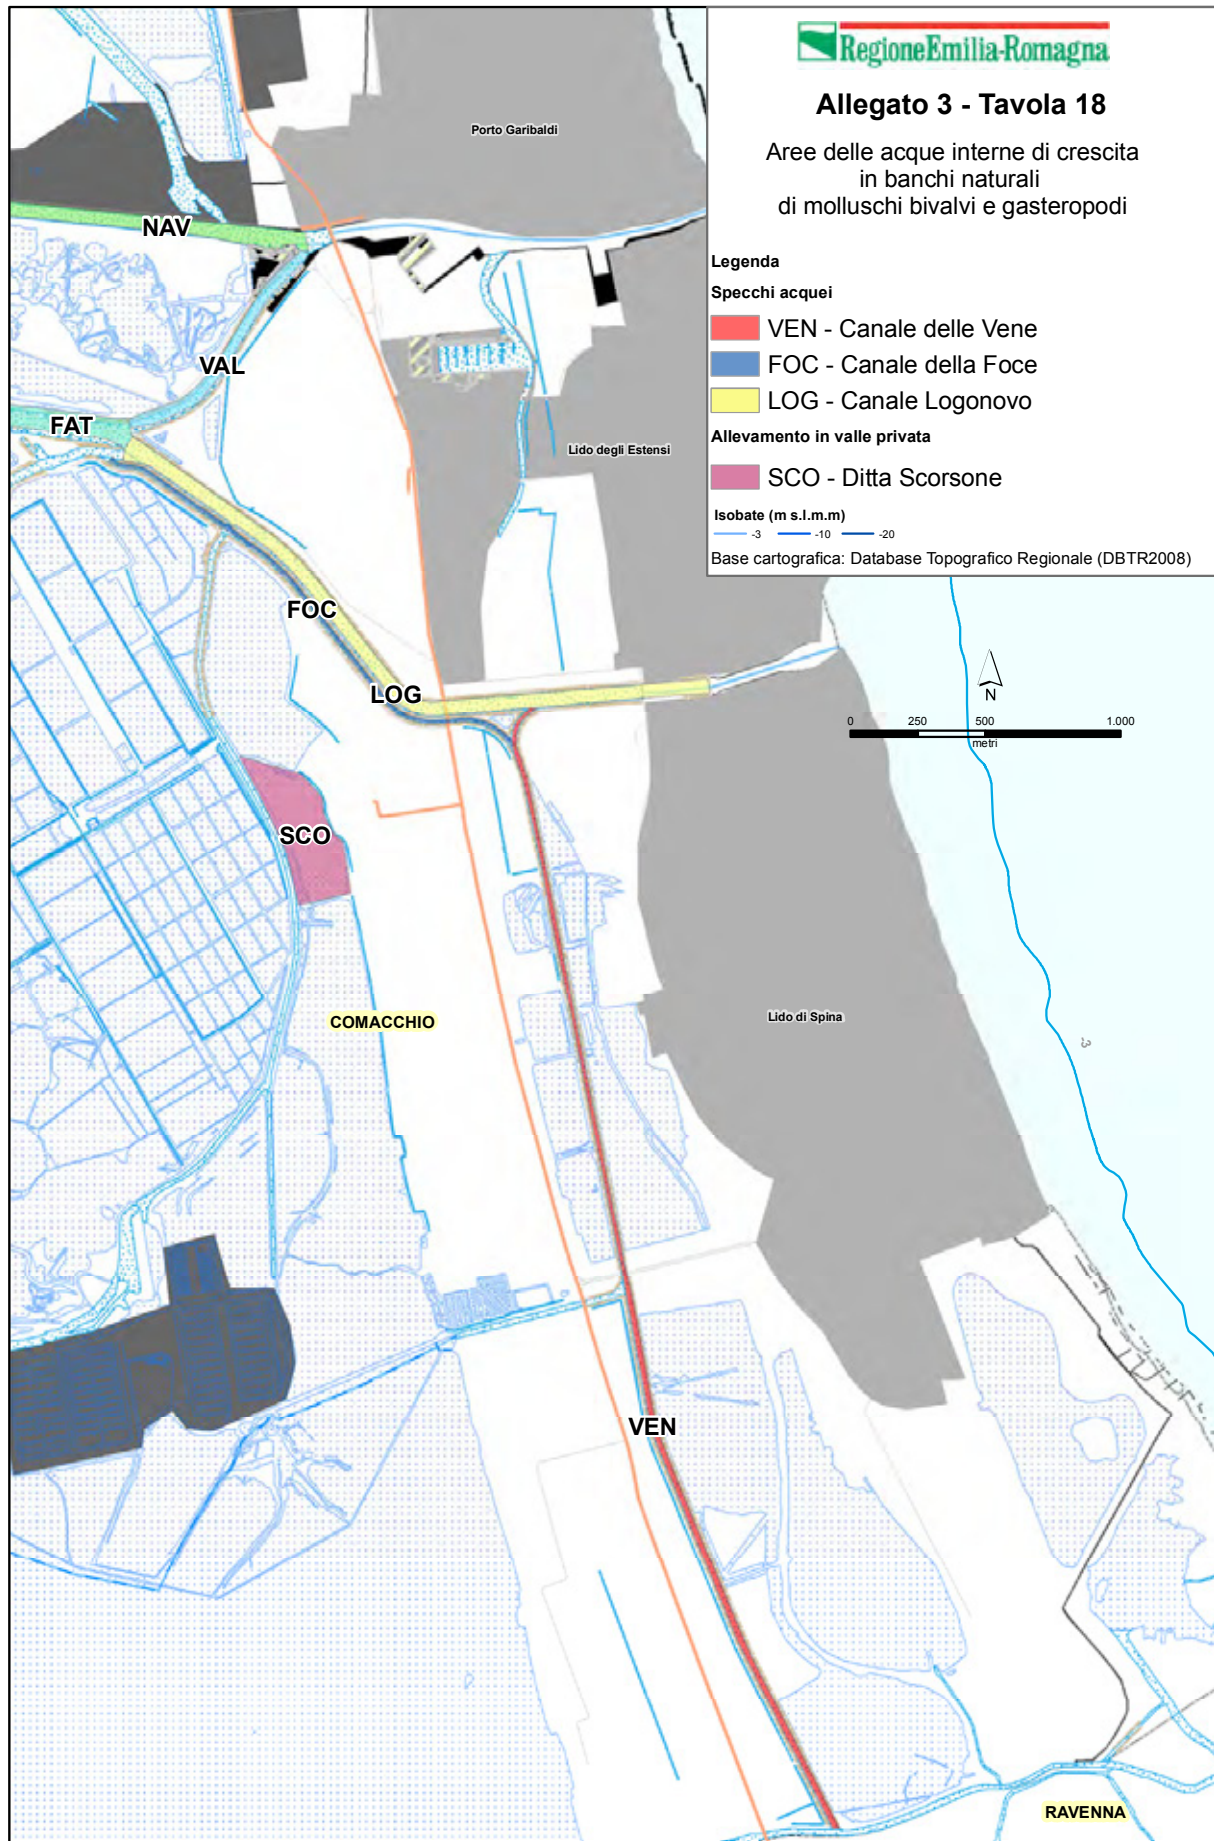 RegioneEmilia-Romagna
Allegato 3 - Tavola 18
Aree delle acque interne di crescita
in banchi naturali
di molluschi bivalvi e gasteropodi
Legenda
Specchi acquei
VEN - Canale delle Vene
FOC - Canale della Foce
LOG - Canale Logonovo
Allevamento in valle privata
SCO - Ditta Scorsone
Isobate (m s.l.m.m)
-3 -10 -20
Base cartografica: Database Topografico Regionale (DBTR2008)
Porto Garibaldi
NAV
VAL
FAT
Lido degli Estensi
FOC
LOG
N
0 250 500 1.000
metri
SCO
COMACCHIO
Lido di Spina
-3
VEN
RAVENNA